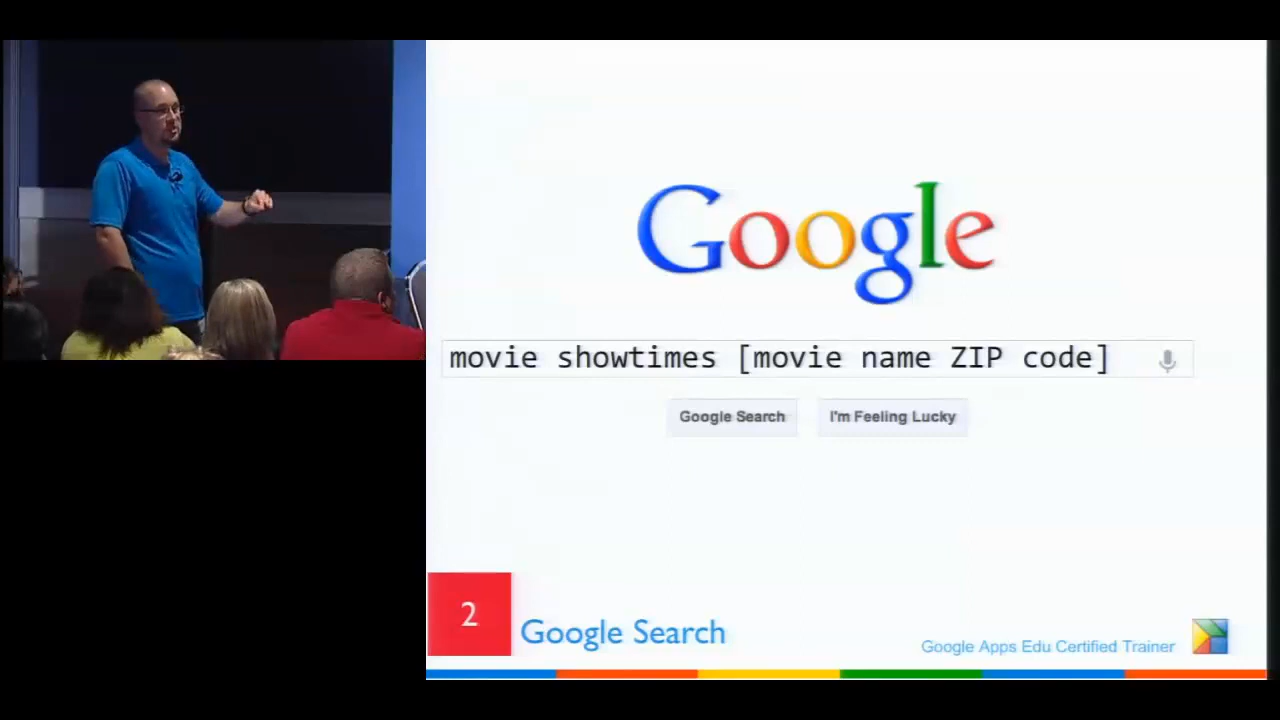 Google
movie showtimes [movie name ZIP code]
Google Search
I'm Feeling Lucky
2
Google Search
Google Apps Edu Certified Trainer